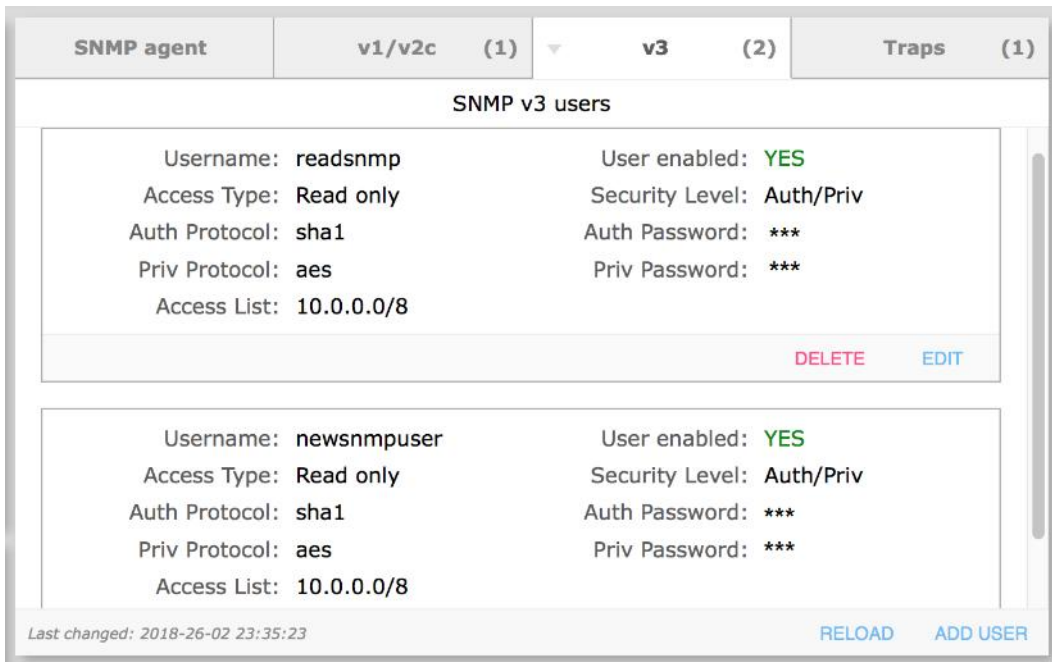 SNMP agent v1/v2c (1) v3 (2) Traps (1)
SNMP v3 users
Username: readsnmp User enabled: YES
Access Type: Read only Security Level: Auth/Priv
Auth Protocol: sha1 Auth Password: ***
Priv Protocol: aes Priv Password: ***
Access List: 10.0.0.0/8
DELETE EDIT
Username: newsnmpuser User enabled: YES
Access Type: Read only Security Level: Auth/Priv
Auth Protocol: sha1 Auth Password: ***
Priv Protocol: aes Priv Password: ***
Access List: 10.0.0.0/8
Last changed: 2018-26-02 23:35:23 RELOAD ADD USER